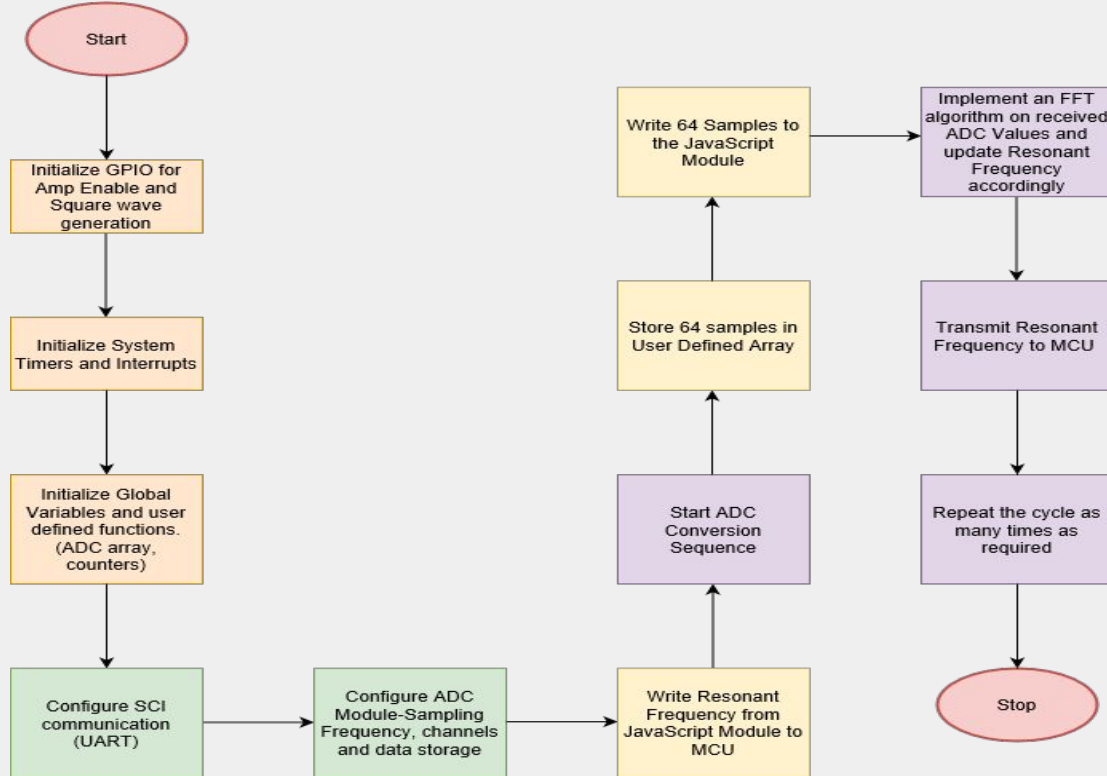 Start
Initialize GPIO for
Amp Enable and
Square wave
generation
Initialize System
Timers and Interrupts
Initialize Global
Variables and user
defined functions.
(ADC array,
counters)
Configure SCI
communication
(UART)
Configure ADC
Module-Sampling
Frequency, channels
and data storage
Write Resonant
Frequency from
JavaScript Module to
MCU
Start ADC
Conversion
Sequence
Store 64 samples in
User Defined Array
Write 64 Samples to
the JavaScript
Module
Implement an FFT
algorithm on received
ADC Values and
update Resonant
Frequency
accordingly
Transmit Resonant
Frequency to MCU
Repeat the cycle as
many times as
required
Stop